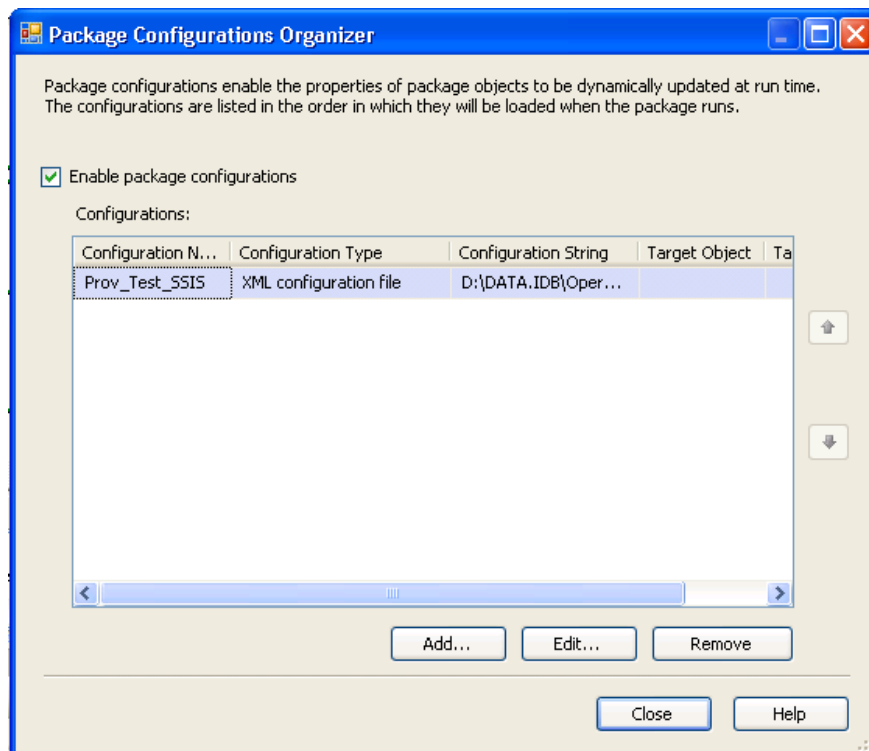 Package Configurations Organizer
Package configurations enable the properties of package objects to be dynamically updated at run time.
The configurations are listed in the order in which they will be loaded when the package runs.
Enable package configurations
Configurations:
Configuration N... Configuration Type Configuration String Target Object Ta
Prov_Test_SSIS XML configuration file D:\DATA.IDB\Oper...
Add... Edit... Remove
Close Help